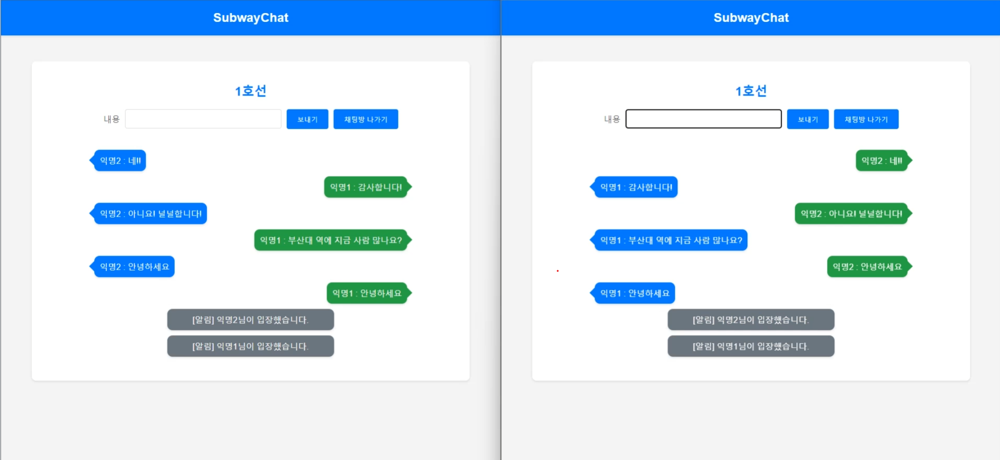 SubwayChat
1호선
내용 보내기 채팅방 나가기
익명2 : 네!!
익명1 : 감사합니다!
익명2 : 아니요! 널널합니다!
익명1 : 부산대 역에 지금 사람 많나요?
익명2 : 안녕하세요
익명1 : 안녕하세요
[알림] 익명2님이 입장했습니다.
[알림] 익명1님이 입장했습니다.
SubwayChat
1호선
내용 보내기 채팅방 나가기
익명2 : 네!!
익명1 : 감사합니다!
익명2 : 아니요! 널널합니다!
익명1 : 부산대 역에 지금 사람 많나요?
익명2 : 안녕하세요
익명1 : 안녕하세요
[알림] 익명2님이 입장했습니다.
[알림] 익명1님이 입장했습니다.